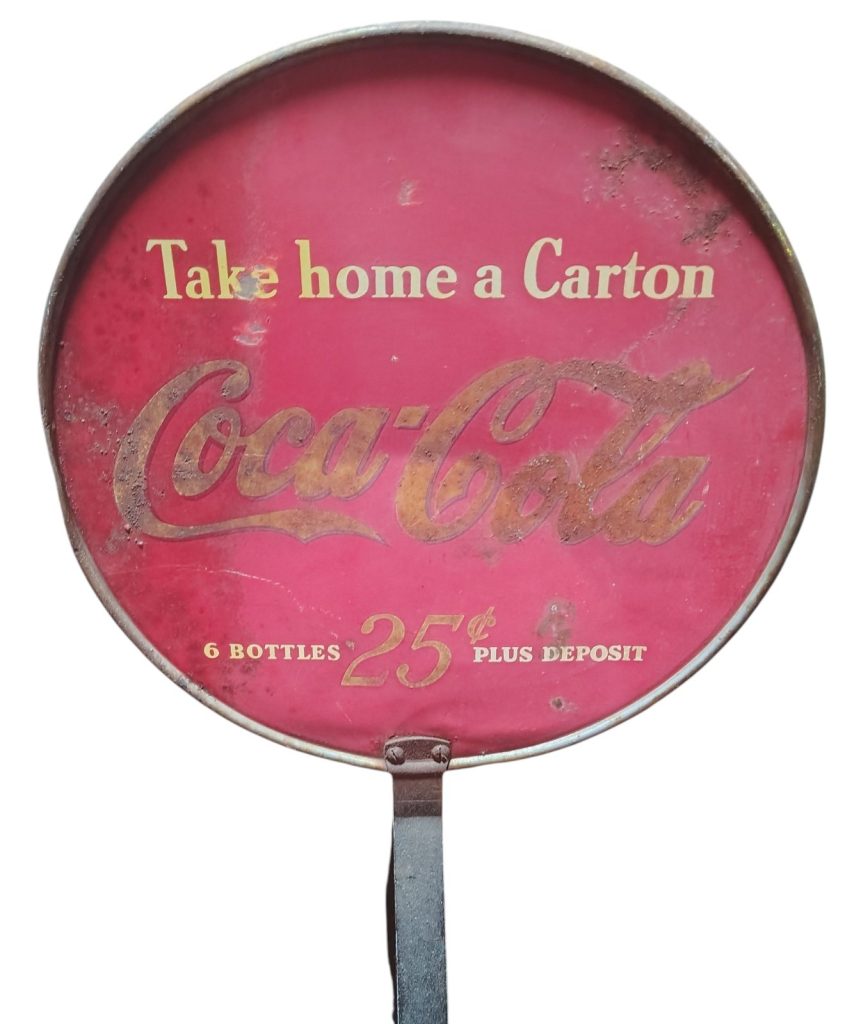 Take home a Carton
Coca-Cola
6 BOTTLES 25¢ PLUS DEPOSIT